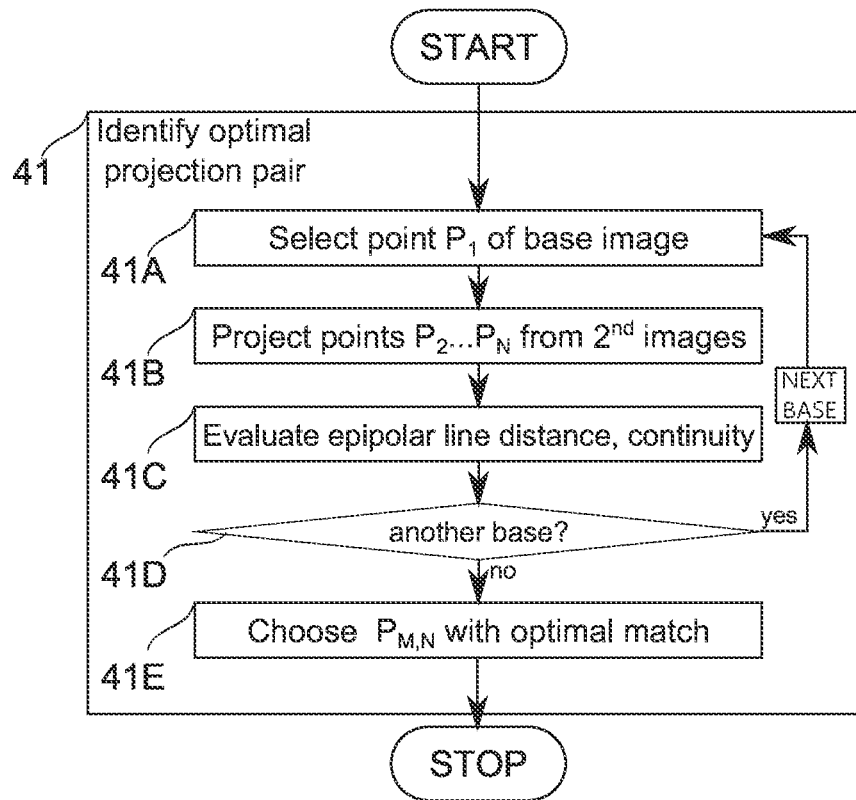 START
41
Identify optimal
projection pair
Select point P₁ of base image
41A
Project points P₂...P_N from 2ⁿᵈ images
41B
NEXT
BASE
Evaluate epipolar line distance, continuity
41C
another base?
yes
41D
no
Choose P_M,N with optimal match
41E
STOP